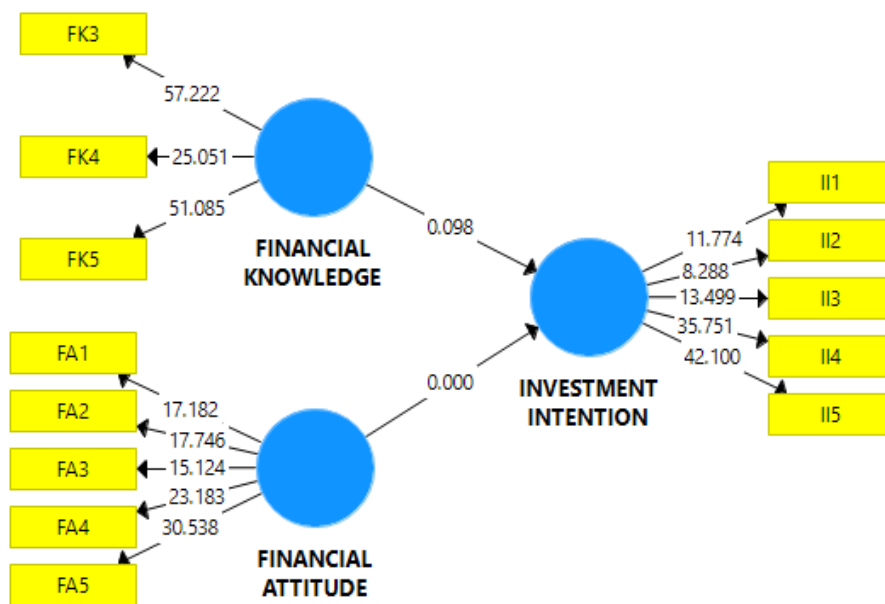 FK3
57.222
FK4
25.051
51.085
FK5
FINANCIAL
KNOWLEDGE
0.098
II1
11.774
II2
8.288
13.499
II3
35.751
II4
42.100
II5
INVESTMENT
INTENTION
0.000
FA1
17.182
FA2
17.746
15.124
FA3
23.183
FA4
30.538
FA5
FINANCIAL
ATTITUDE